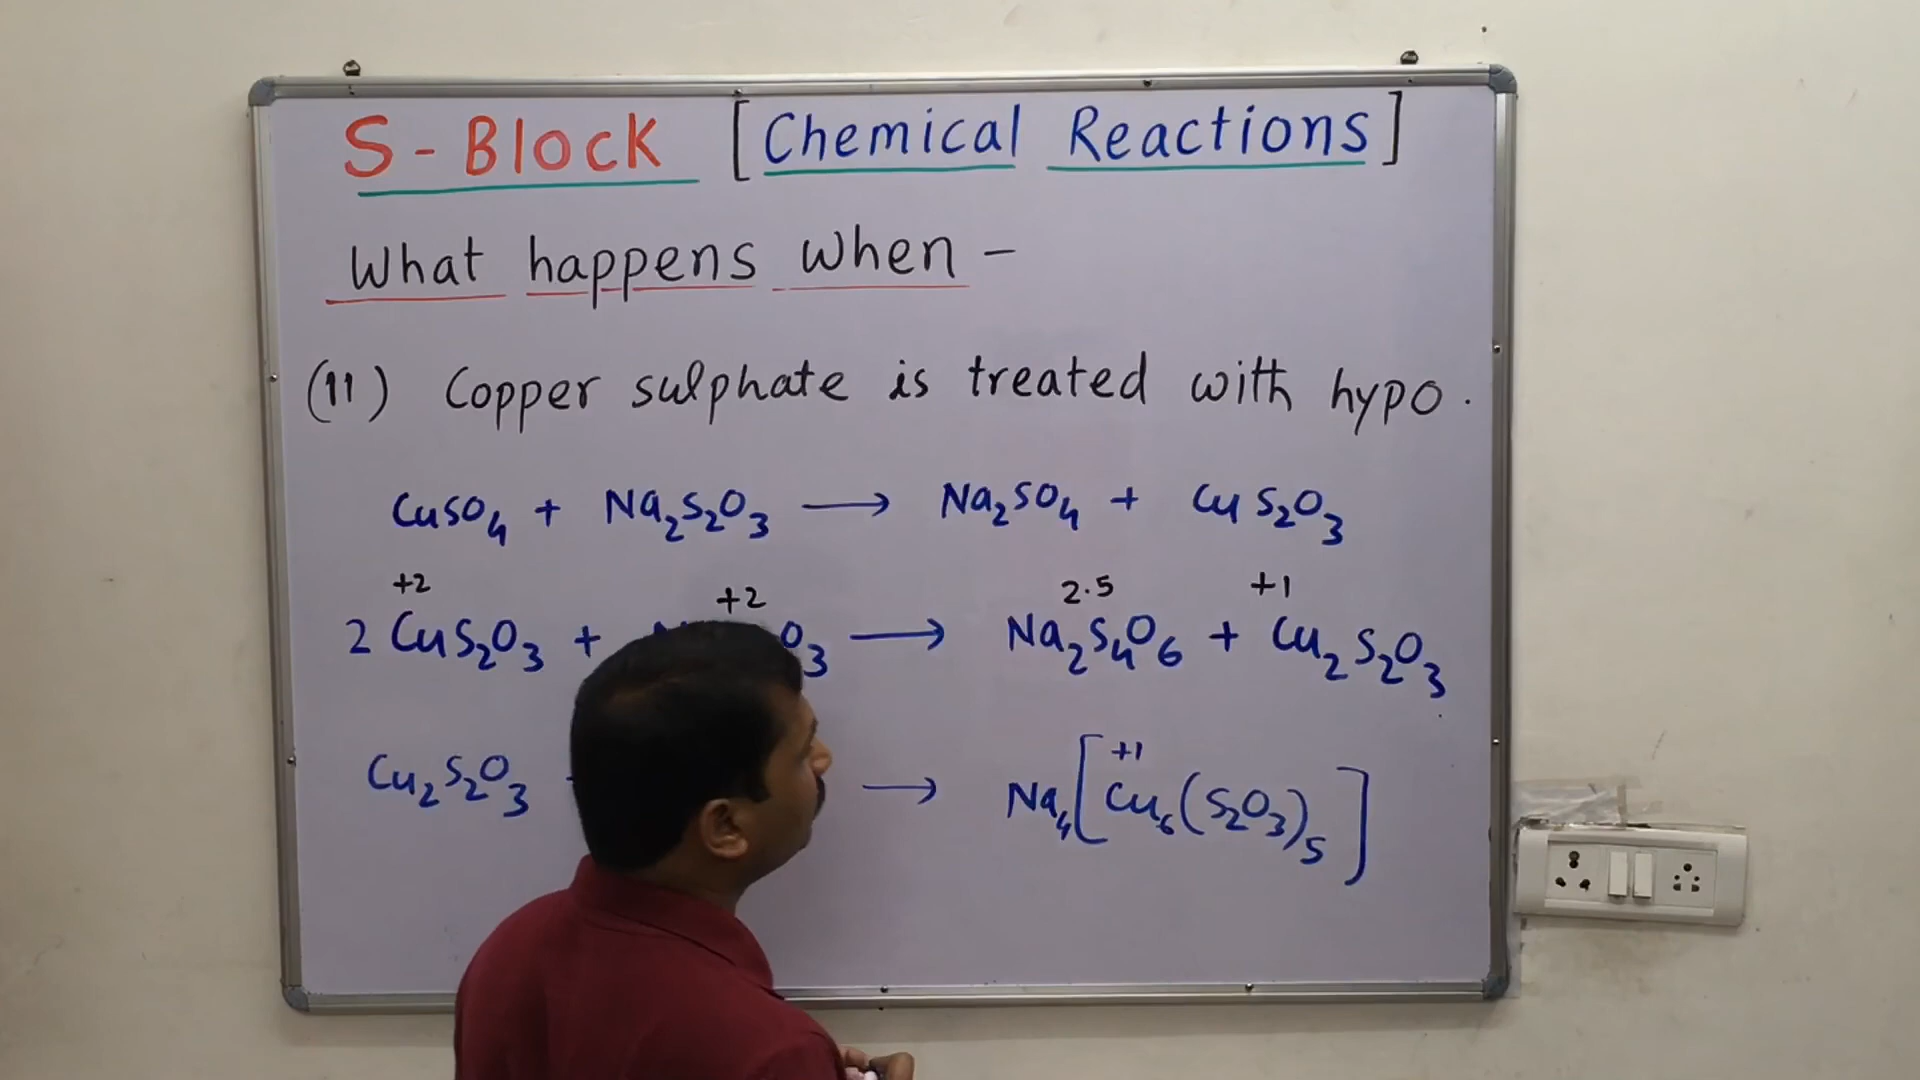 S-Block [Chemical Reactions]
What happens when -
(11) Copper sulphate is treated with hypo.
CuSO₄ + Na₂S₂O₃ → Na₂SO₄ + CuS₂O₃
+2 +2 2.5 +1
2 CuS₂O₃ + O₃ → Na₂S₄O₆ + Cu₂S₂O₃
+1
Cu₂S₂O₃ → Na₄[Cu₆(S₂O₃)₅]